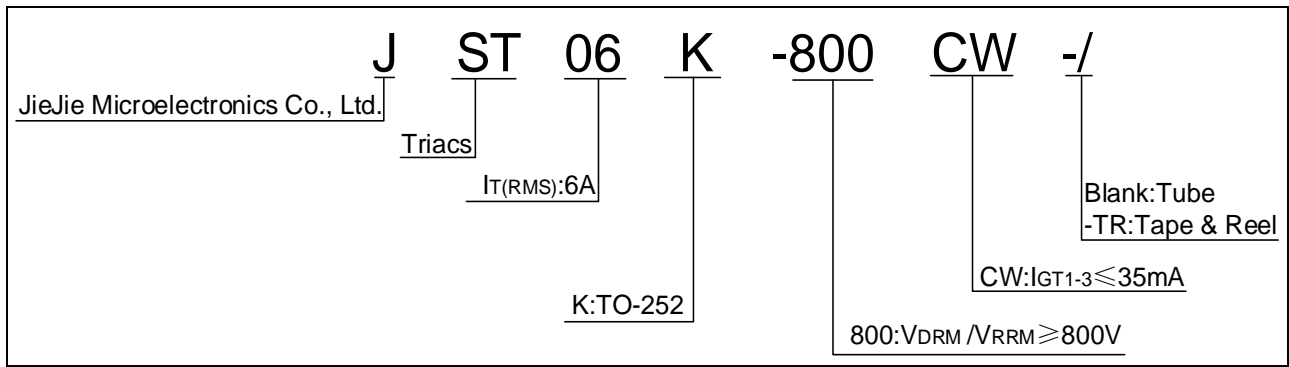 J ST 06 K -800 CW -/
JieJie Microelectronics Co., Ltd.
Triacs
IT(RMS):6A
Blank:Tube
-TR:Tape & Reel
CW:IGT1-3≤35mA
K:TO-252
800:VDRM /VRRM≥800V